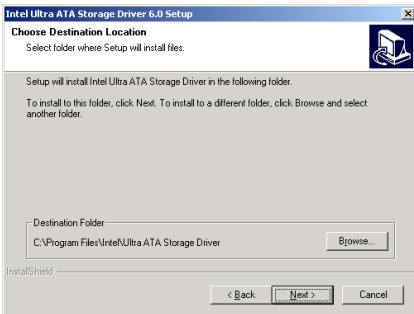 Intel Ultra ATA Storage Driver 6.0 Setup
Choose Destination Location
Select folder where Setup will install files.
Setup will install Intel Ultra ATA Storage Driver in the following folder.
To install to this folder, click Next. To install to a different folder, click Browse and select
another folder.
Destination Folder
C:\Program Files\Intel\Ultra ATA Storage Driver
Browse...
InstallShield
< Back
Next >
Cancel